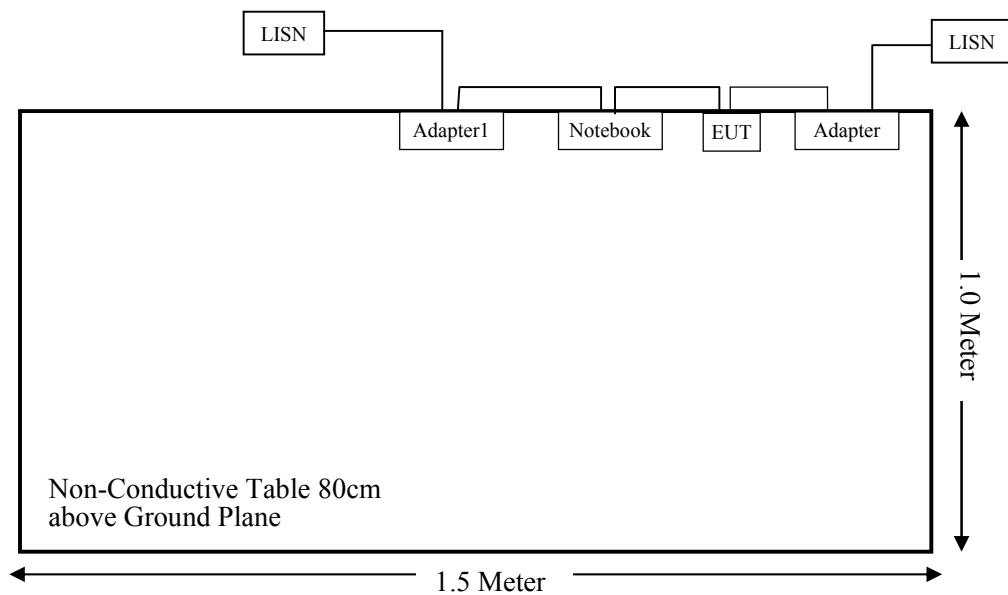 LISN
LISN
Adapter1
Notebook
EUT
Adapter
1.0 Meter
Non-Conductive Table 80cm
above Ground Plane
1.5 Meter